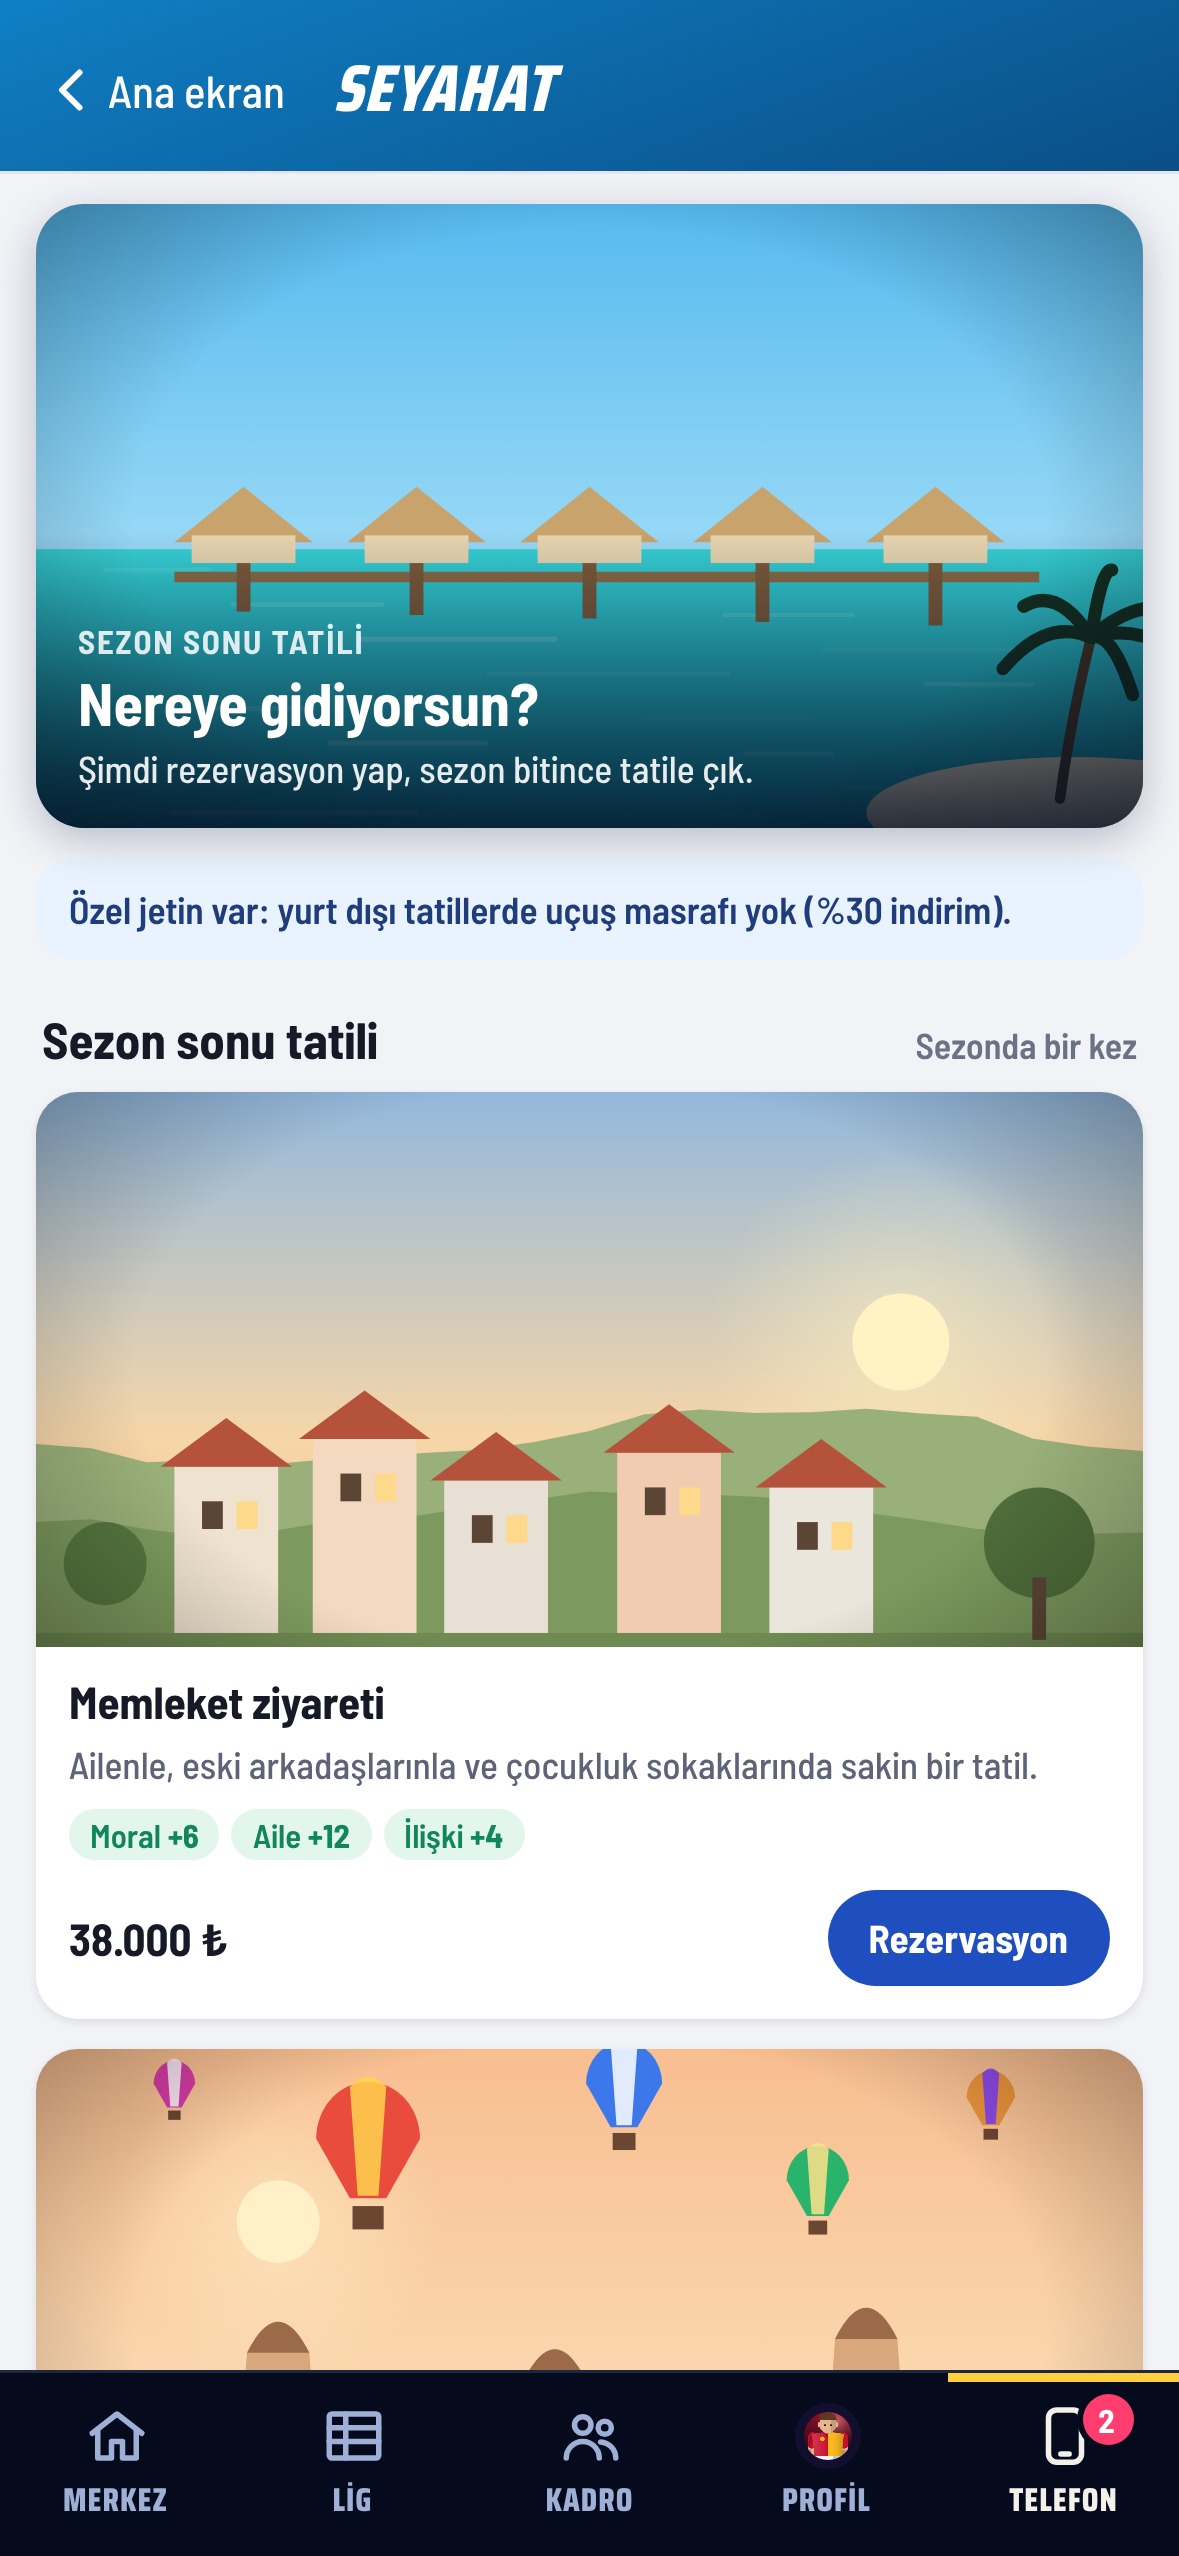 Ana ekran SEYAHAT
SEZON SONU TATİLİ
Nereye gidiyorsun?
Şimdi rezervasyon yap, sezon bitince tatile çık.
Özel jetin var: yurt dışı tatillerde uçuş masrafı yok (%30 indirim).
Sezon sonu tatili Sezonda bir kez
Memleket ziyareti
Ailenle, eski arkadaşlarınla ve çocukluk sokaklarında sakin bir tatil.
Moral +6 Aile +12 İlişki +4
38.000 ₺ Rezervasyon
2
MERKEZ LİG KADRO PROFİL TELEFON